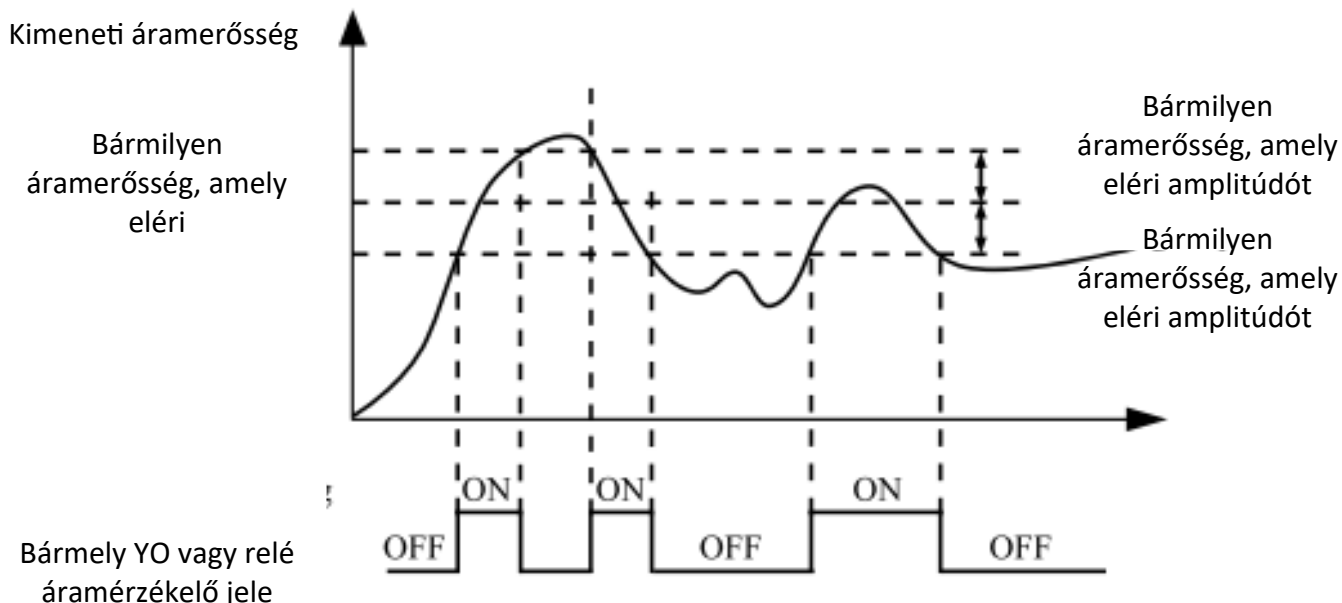 Kimeneti áramerősség
Bármilyen
áramerősség, amely
eléri
Bármilyen
áramerősség, amely
eléri amplitúdót
Bármilyen
áramerősség, amely
eléri amplitúdót
ON
ON
ON
OFF
OFF
OFF
Bármely YO vagy relé
áramérzékelő jele